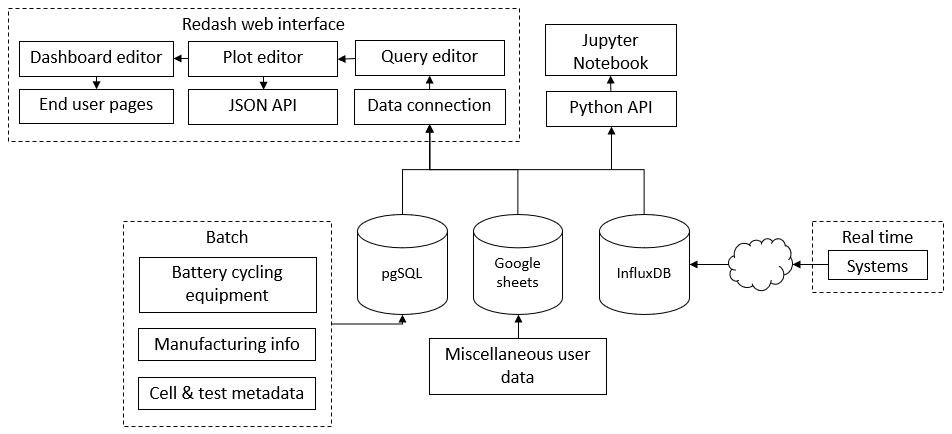 Redash web interface
Dashboard editor
Plot editor
Query editor
End user pages
JSON API
Data connection
Jupyter
Notebook
Python API
Batch
Battery cycling
equipment
Manufacturing info
Cell & test metadata
pgSQL
Google
sheets
InfluxDB
Miscellaneous user
data
Real time
Systems